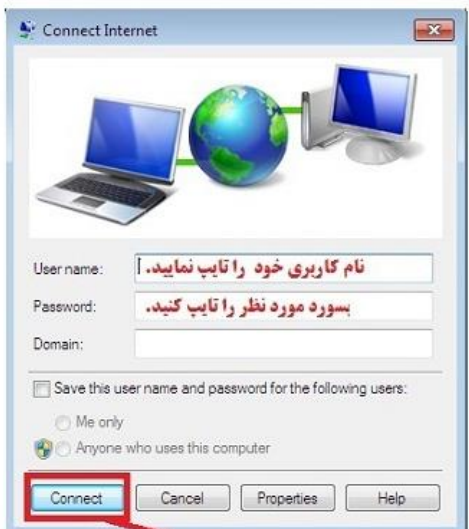 Connect Internet
User name: نام کاربری خود را تایپ نمایید.
Password: پسورد مورد نظر را تایپ کنید.
Domain:
Save this user name and password for the following users:
Me only
Anyone who uses this computer
Connect Cancel Properties Help